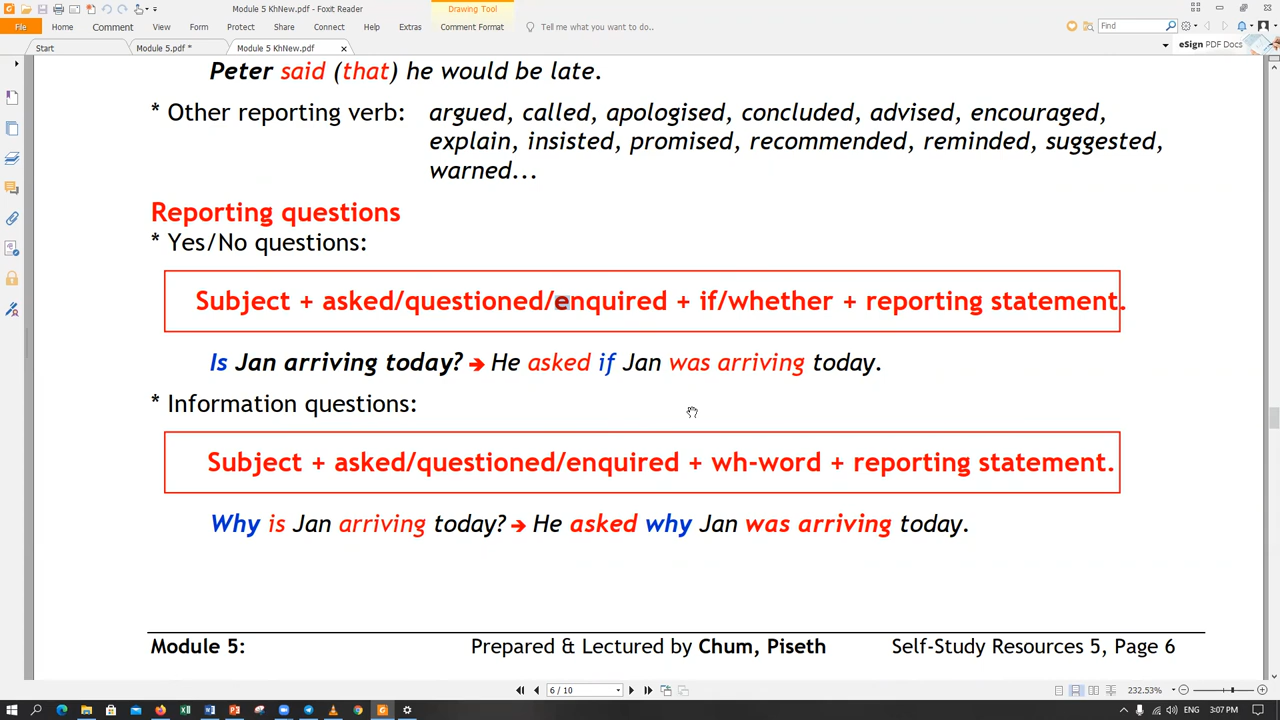 Module 5 KhNew.pdf - Foxit Reader
Drawing Tool
File Home Comment View Form Protect Share Connect Help Extras Comment Format Tell me what you want to do.. Find
Start Module 5.pdf * Module 5 KhNew.pdf eSign PDF Docs
Peter said (that) he would be late.
* Other reporting verb: argued, called, apologised, concluded, advised, encouraged,
explain, insisted, promised, recommended, reminded, suggested,
warned...
Reporting questions
* Yes/No questions:
Subject + asked/questioned/enquired + if/whether + reporting statement.
Is Jan arriving today? ➔ He asked if Jan was arriving today.
* Information questions:
Subject + asked/questioned/enquired + wh-word + reporting statement.
Why is Jan arriving today? ➔ He asked why Jan was arriving today.
Module 5: Prepared & Lectured by Chum, Piseth Self-Study Resources 5, Page 6
6 / 10 232.53%
3:07 PM